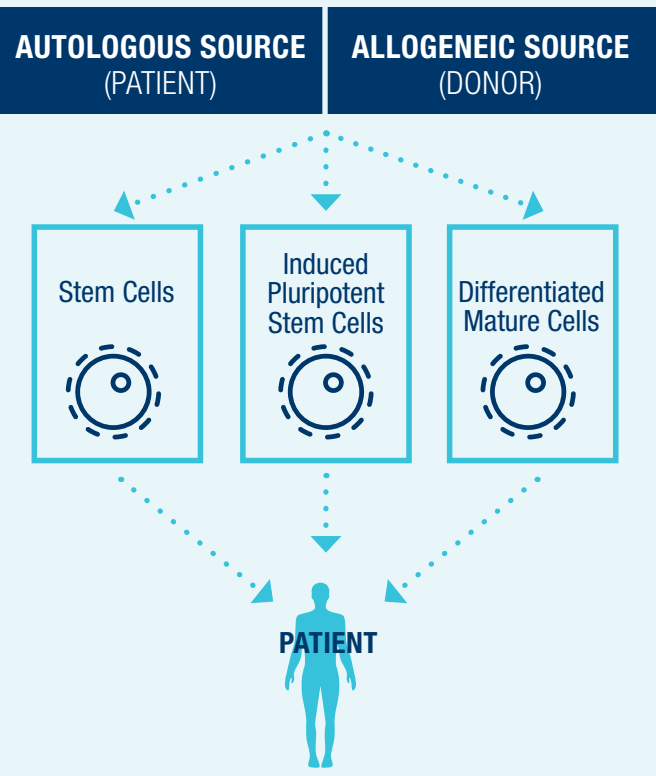 AUTOLOGOUS SOURCE
(PATIENT)
ALLOGENEIC SOURCE
(DONOR)
Stem Cells
Induced
Pluripotent
Stem Cells
Differentiated
Mature Cells
PATIENT